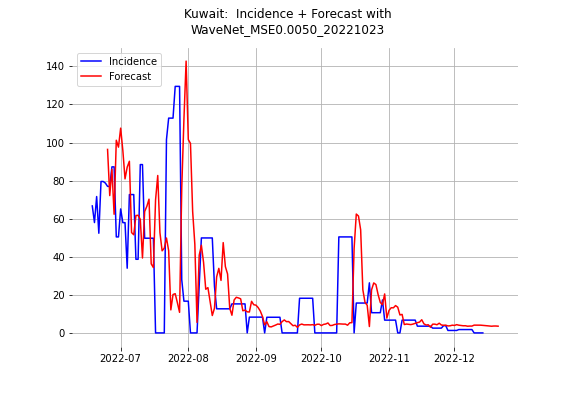 Kuwait:  Incidence + Forecast with
WaveNet_MSE0.0050_20221023
Incidence
Forecast
140
120
100
80
60
40
20
0
2022-07 2022-08 2022-09 2022-10 2022-11 2022-12